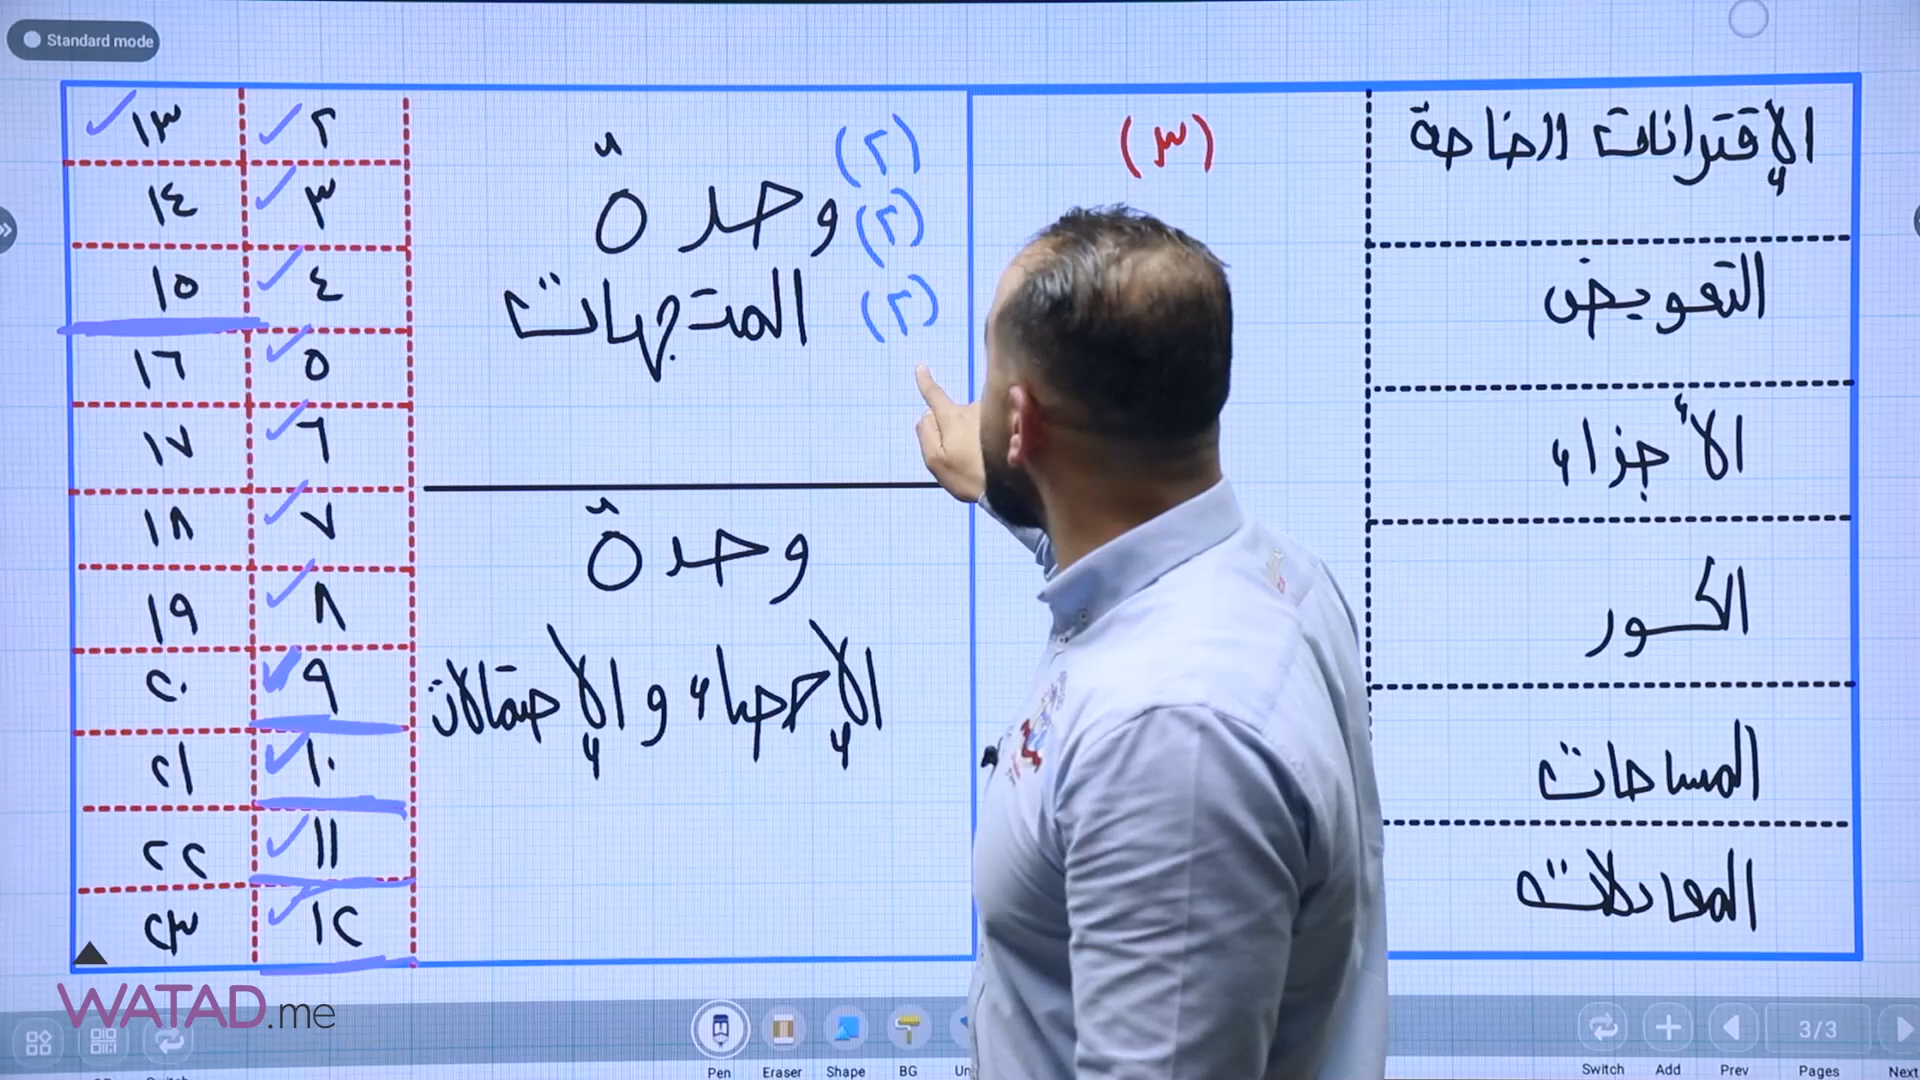 Standard mode
الإقترانات الخاصة
التعويض
الأجزاء
الكسور
المساحات
المعادلات
(٣)
(٢)
(٢)
(٢)
وحدة
المتجهات
وحدة
الإحصاء والإحتمالات
٢
٣
٤
٥
٦
٧
٨
٩
١٠
١١
١٢
١٣
١٤
١٥
١٦
١٧
١٨
١٩
٢٠
٢١
٢٢
٢٣
WATAD.me
Pen Eraser Shape BG
Switch Add Prev Pages Next
3/3